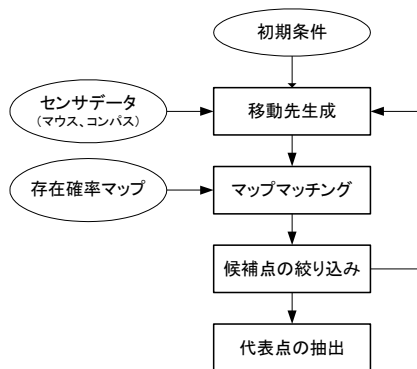 初期条件
センサデータ
(マウス、コンパス)
移動先生成
存在確率マップ
マップマッチング
候補点の絞り込み
代表点の抽出